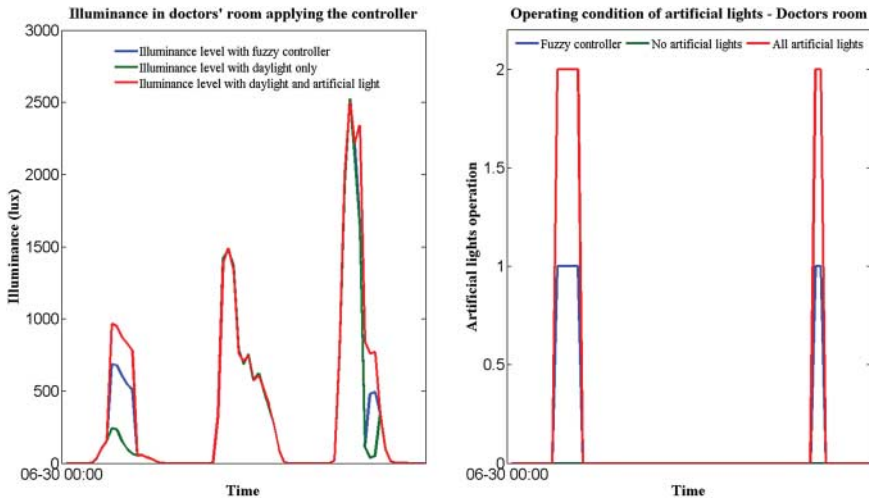 Illuminance in doctors' room applying the controller
3000
2500
2000
1500
1000
500
0
Illuminance (lux)
Illuminance level with fuzzy controller
Illuminance level with daylight only
Illuminance level with daylight and artificial light
06-30 00:00
Time
Operating condition of artificial lights - Doctors room
2
1.5
1
0.5
0
Artificial lights operation
Fuzzy controller No artificial lights All artificial lights
06-30 00:00
Time